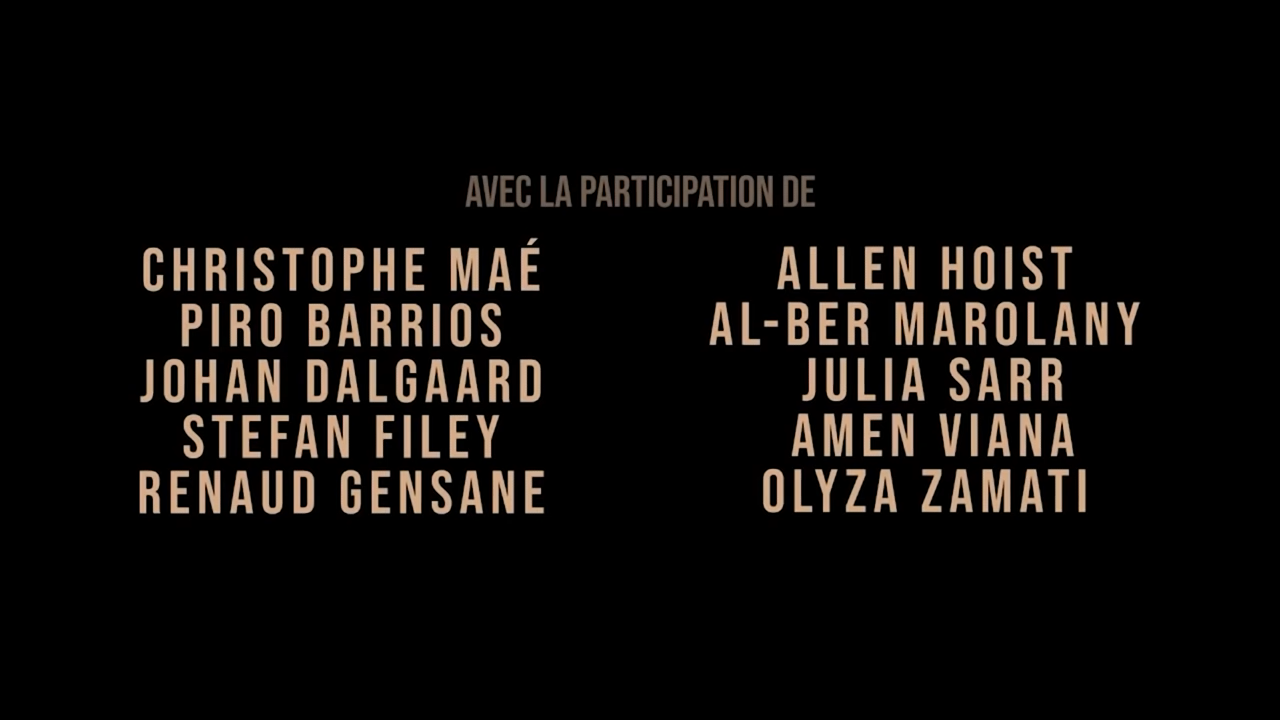 AVEC LA PARTICIPATION DE
CHRISTOPHE MAÉ
PIRO BARRIOS
JOHAN DALGAARD
STEFAN FILEY
RENAUD GENSANE
ALLEN HOIST
AL-BER MAROLANY
JULIA SARR
AMEN VIANA
OLYZA ZAMATI